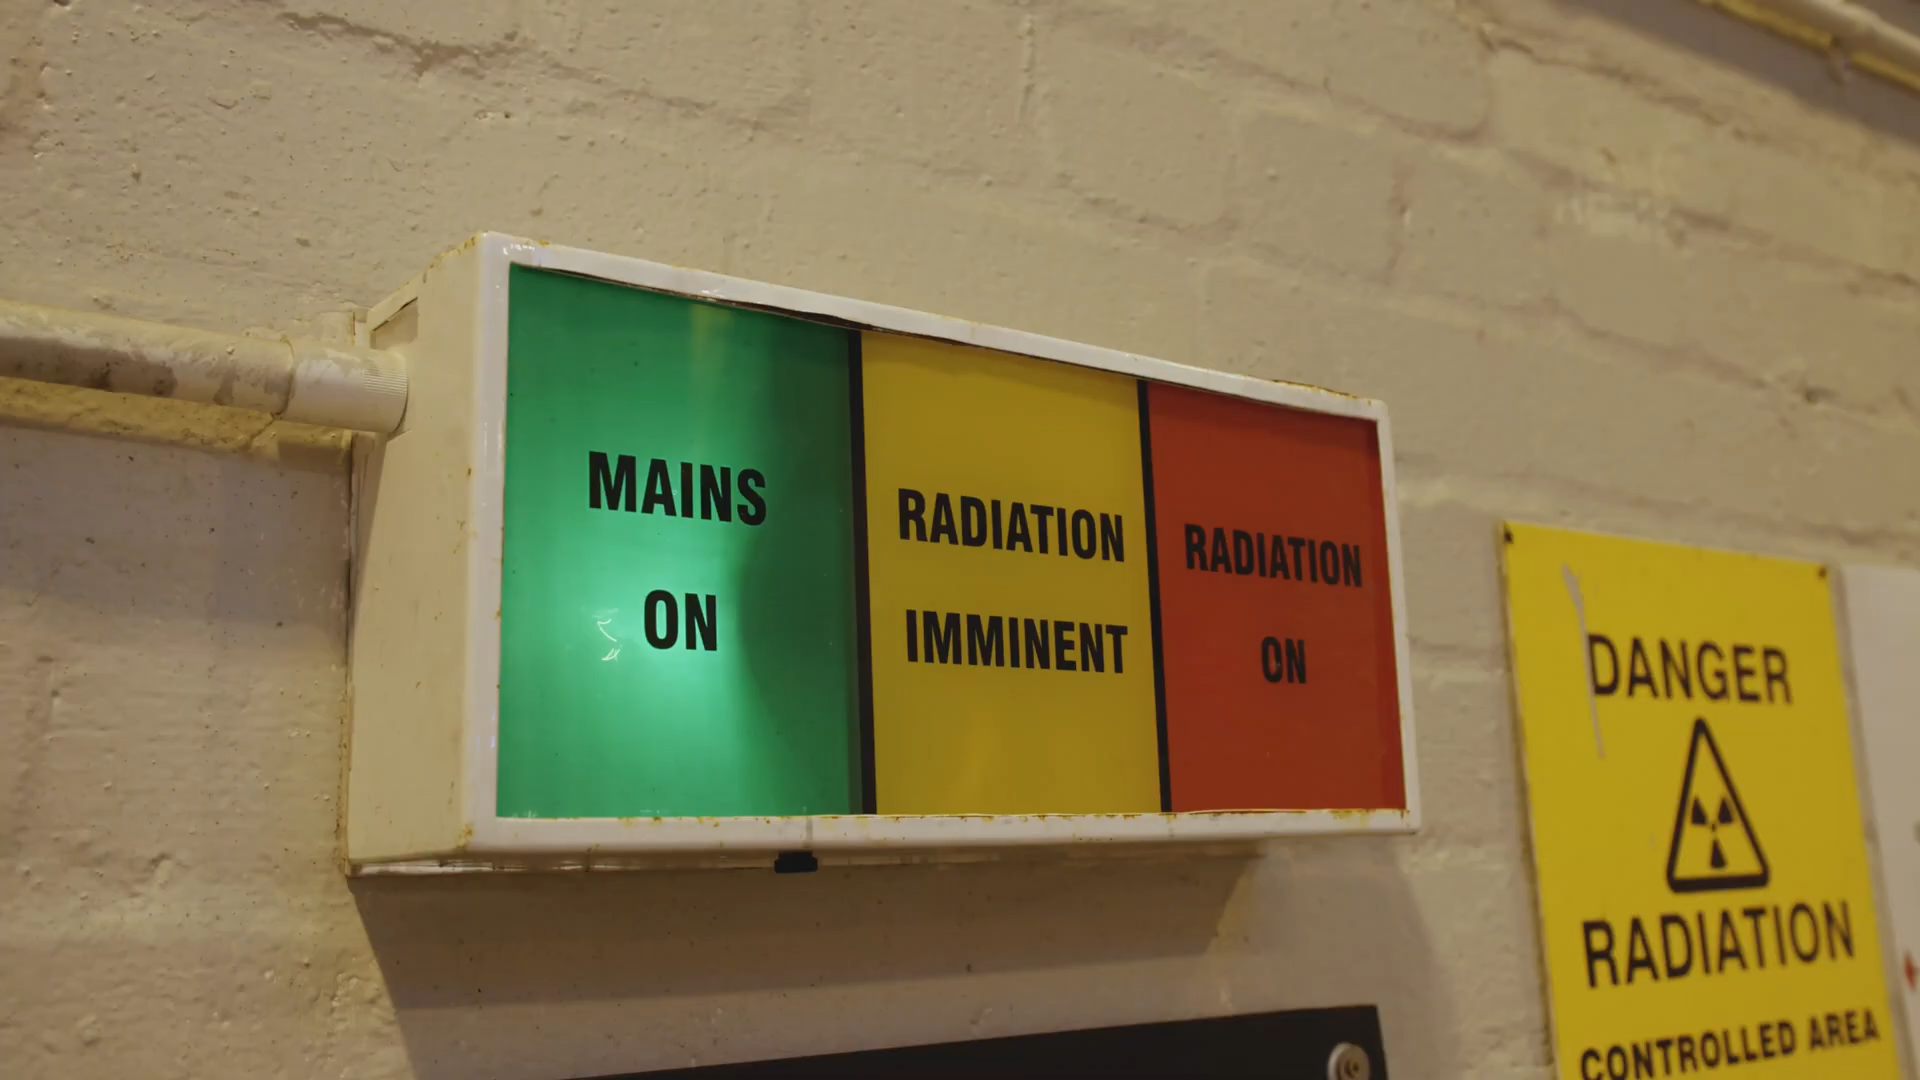 MAINS
ON
RADIATION
IMMINENT
RADIATION
ON
DANGER
RADIATION
CONTROLLED AREA